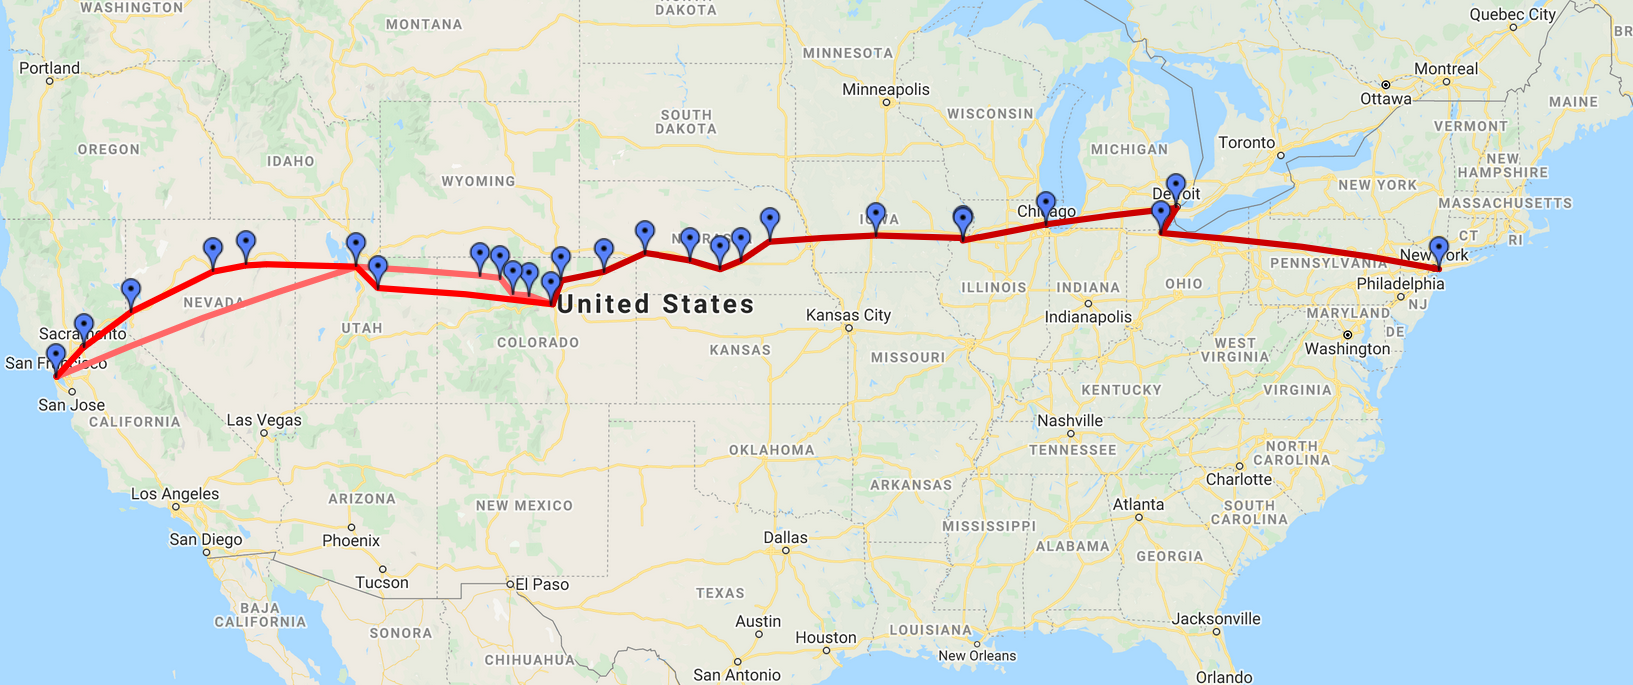 WASHINGTON
MONTANA
NORTH
DAKOTA
Quebec City
BR
Portland
MINNESOTA
Montreal
Minneapolis
Ottawa
MAINE
SOUTH
DAKOTA
WISCONSIN
VERMONT
OREGON
IDAHO
MICHIGAN
Toronto
NEW
HAMPSHIRE
WYOMING
NEW YORK
Detroit
MASSACHUSETTS
IOWA
Chicago
NEBRASKA
CT
RI
New York
PENNSYLVANIA
NEVADA
United States
ILLINOIS
INDIANA
OHIO
Philadelphia
NJ
Sacramento
UTAH
COLORADO
Kansas City
Indianapolis
MARYLAND
DE
San Francisco
KANSAS
MISSOURI
WEST
VIRGINIA
Washington
San Jose
CALIFORNIA
Las Vegas
KENTUCKY
VIRGINIA
Nashville
OKLAHOMA
TENNESSEE
NORTH
CAROLINA
Los Angeles
ARIZONA
NEW MEXICO
ARKANSAS
Charlotte
Atlanta
SOUTH
CAROLINA
San Diego
Phoenix
Dallas
MISSISSIPPI
ALABAMA
GEORGIA
Tucson
El Paso
TEXAS
BAJA
CALIFORNIA
SONORA
Austin
Houston
LOUISIANA
Jacksonville
CHIHUAHUA
San Antonio
New Orleans
Orlando